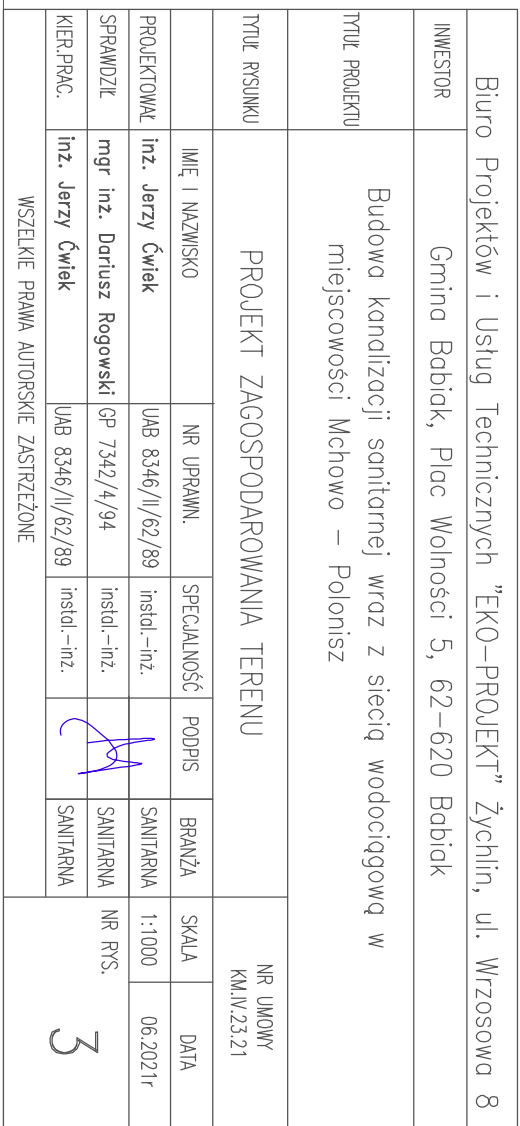 Biuro Projektów i Usług Technicznych "EKO-PROJEKT" Żychlin, ul. Wrzosowa 8
INWESTOR
Gmina Babiak, Plac Wolności 5, 62-620 Babiak
TYTUŁ PROJEKTU
Budowa kanalizacji sanitarnej wraz z siecią wodociągową w
miejscowości Mchowo - Polonisz
TYTUŁ RYSUNKU
PROJEKT ZAGOSPODAROWANIA TERENU
NR UMOWY
KM.IV.23.21
IMIĘ I NAZWISKO NR UPRAWN. SPECJALNOŚĆ PODPIS BRANŻA SKALA DATA
PROJEKTOWAŁ inż. Jerzy Ćwiek UAB 8346/II/62/89 instal.-inż. SANITARNA 1:1000 06.2021r
SPRAWDZIŁ mgr inż. Dariusz Rogowski GP 7342/4/94 instal.-inż. SANITARNA NR RYS.
KIER.PRAC. inż. Jerzy Ćwiek UAB 8346/II/62/89 instal.-inż. SANITARNA 3
WSZELKIE PRAWA AUTORSKIE ZASTRZEŻONE